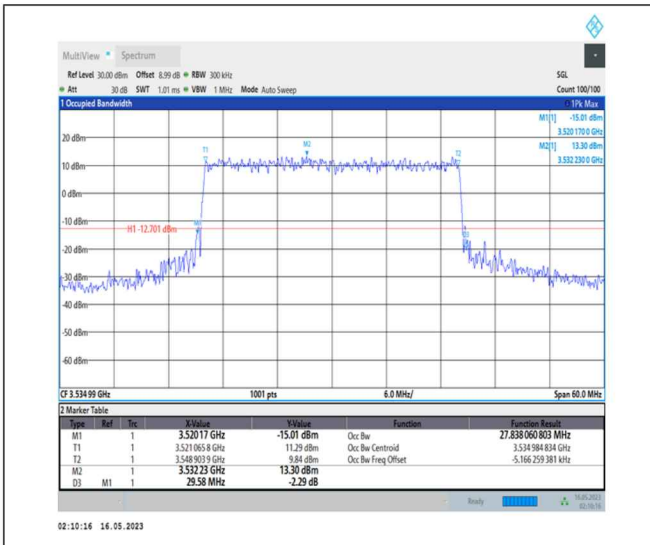 MultiView Spectrum
Ref Level 30.00 dBm Offset 8.99 dB RBW 300 kHz SGL
Att 30 dB SWT 1.01 ms VBW 1 MHz Mode Auto Sweep Count 100/100
1 Occupied Bandwidth 1Pk Max
M1[1] -15.01 dBm
3.520 170 0 GHz
M2[1] 13.30 dBm
3.532 230 0 GHz
20 dBm
T1 M2 T2
10 dBm
0 dBm
-10 dBm
M1
H1 -12.701 dBm
-20 dBm
-30 dBm
-40 dBm
-50 dBm
-60 dBm
CF 3.534 99 GHz 1001 pts 6.0 MHz/ Span 60.0 MHz
2 Marker Table
Type Ref Trc X-Value Y-Value Function Function Result
M1 1 3.52017 GHz -15.01 dBm Occ Bw 27.838 060 803 MHz
T1 1 3.521 065 8 GHz 11.29 dBm Occ Bw Centroid 3.534 984 834 GHz
T2 1 3.548 903 9 GHz 9.84 dBm Occ Bw Freq Offset -5.166 259 381 kHz
M2 1 3.53223 GHz 13.30 dBm
D3 M1 1 29.58 MHz -2.29 dB
Ready 16.05.2023
02:10:16
02:10:16 16.05.2023